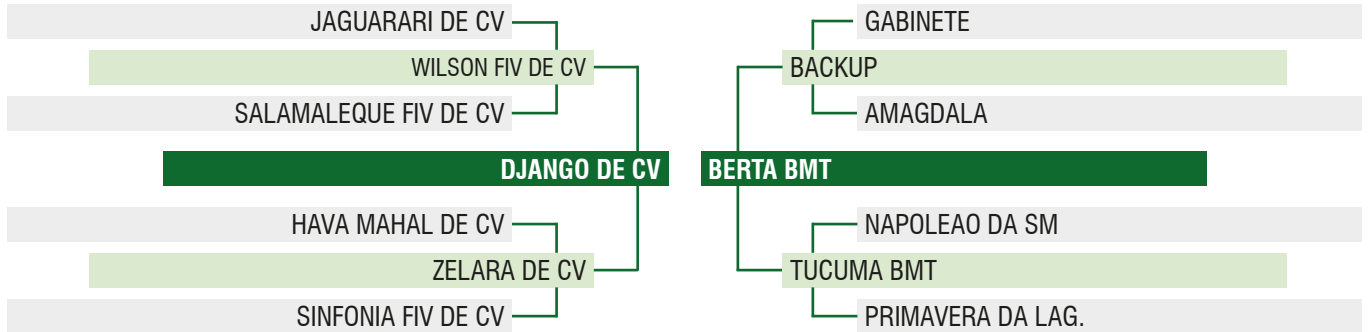 JAGUARARI DE CV
WILSON FIV DE CV
SALAMALEQUE FIV DE CV
DJANGO DE CV
HAVA MAHAL DE CV
ZELARA DE CV
SINFONIA FIV DE CV
GABINETE
BACKUP
AMAGDALA
BERTA BMT
NAPOLEAO DA SM
TUCUMA BMT
PRIMAVERA DA LAG.